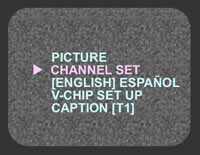 PICTURE
CHANNEL SET
[ENGLISH] ESPAÑOL
V-CHIP SET UP
CAPTION [T1]